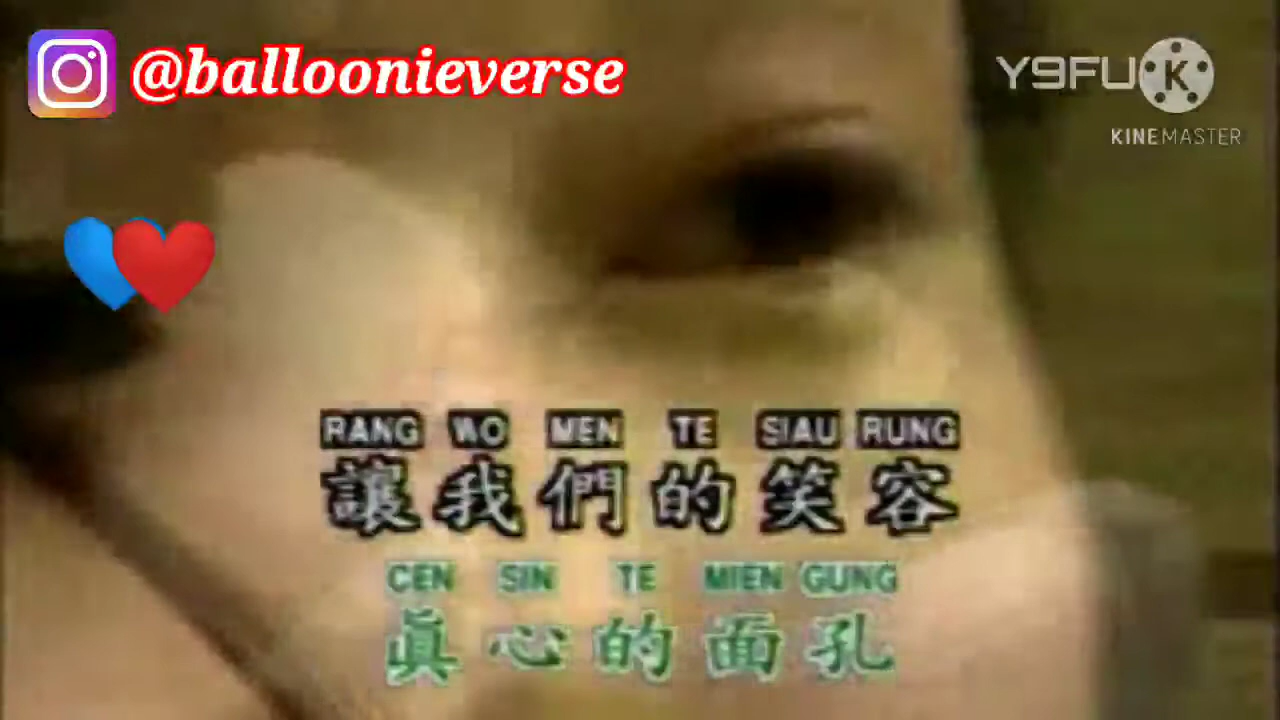 @balloonieverse
Y9FU K
KINEMASTER
RANG WO MEN TE SIAU RUNG
讓我們的笑容
CEN SIN TE MIEN GUNG
眞心的面孔